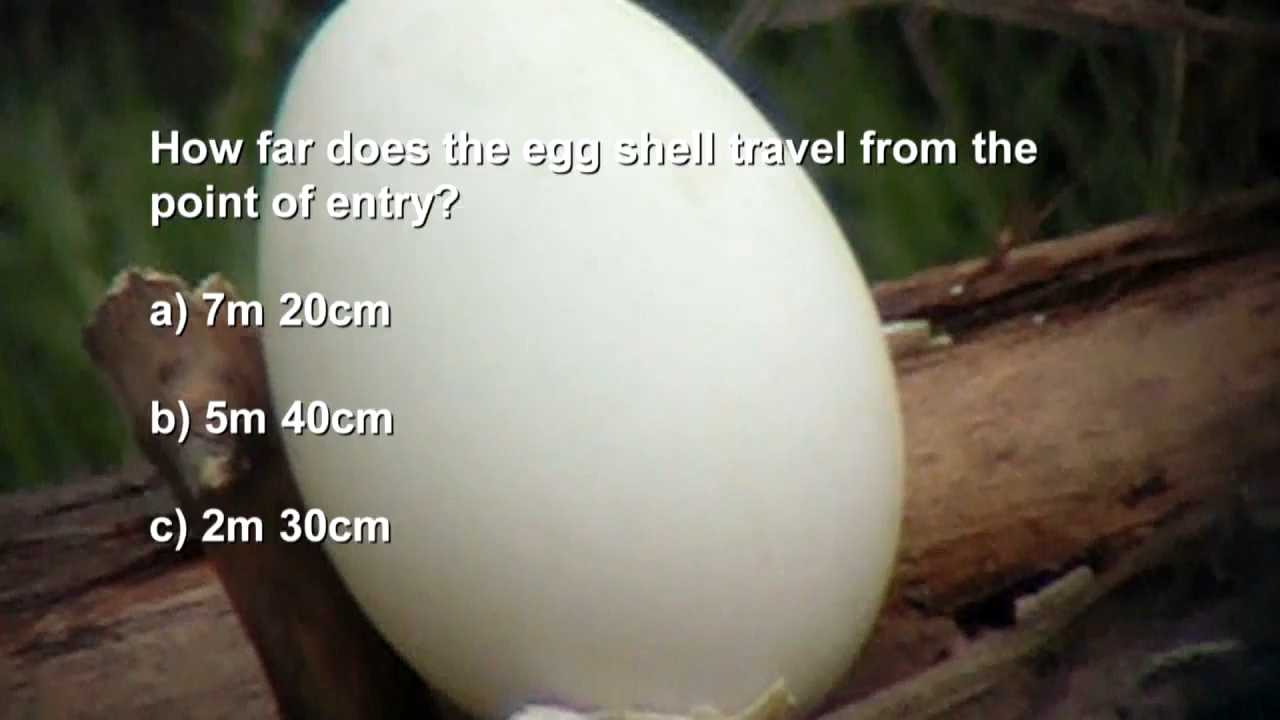 How far does the egg shell travel from the
point of entry?
a) 7m 20cm
b) 5m 40cm
c) 2m 30cm